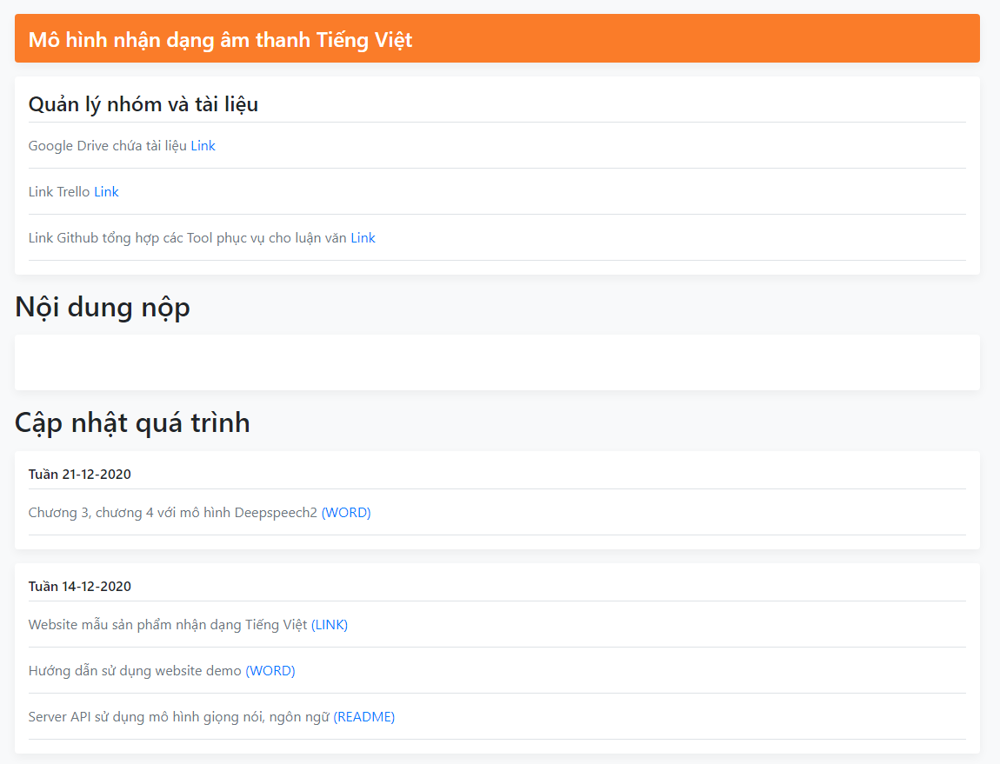 Mô hình nhận dạng âm thanh Tiếng Việt
Quản lý nhóm và tài liệu
Google Drive chứa tài liệu Link
Link Trello Link
Link Github tổng hợp các Tool phục vụ cho luận văn Link
Nội dung nộp
Cập nhật quá trình
Tuần 21-12-2020
Chương 3, chương 4 với mô hình Deepspeech2 (WORD)
Tuần 14-12-2020
Website mẫu sản phẩm nhận dạng Tiếng Việt (LINK)
Hướng dẫn sử dụng website demo (WORD)
Server API sử dụng mô hình giọng nói, ngôn ngữ (README)